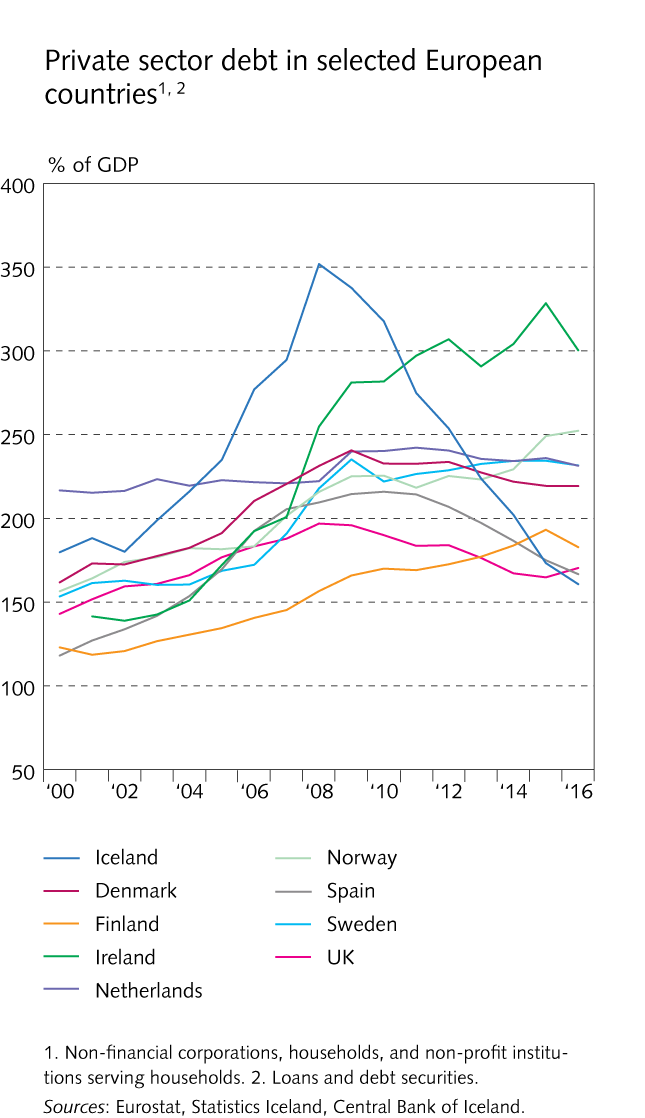 Private sector debt in selected European
countries1, 2
% of GDP
400
350
300
250
200
150
100
50
‘00 ‘02 ‘04 ‘06 ‘08 ‘10 ‘12 ‘14 ‘16
Iceland
Denmark
Finland
Ireland
Netherlands
Norway
Spain
Sweden
UK
1. Non-financial corporations, households, and non-profit institu-
tions serving households. 2. Loans and debt securities.
Sources: Eurostat, Statistics Iceland, Central Bank of Iceland.